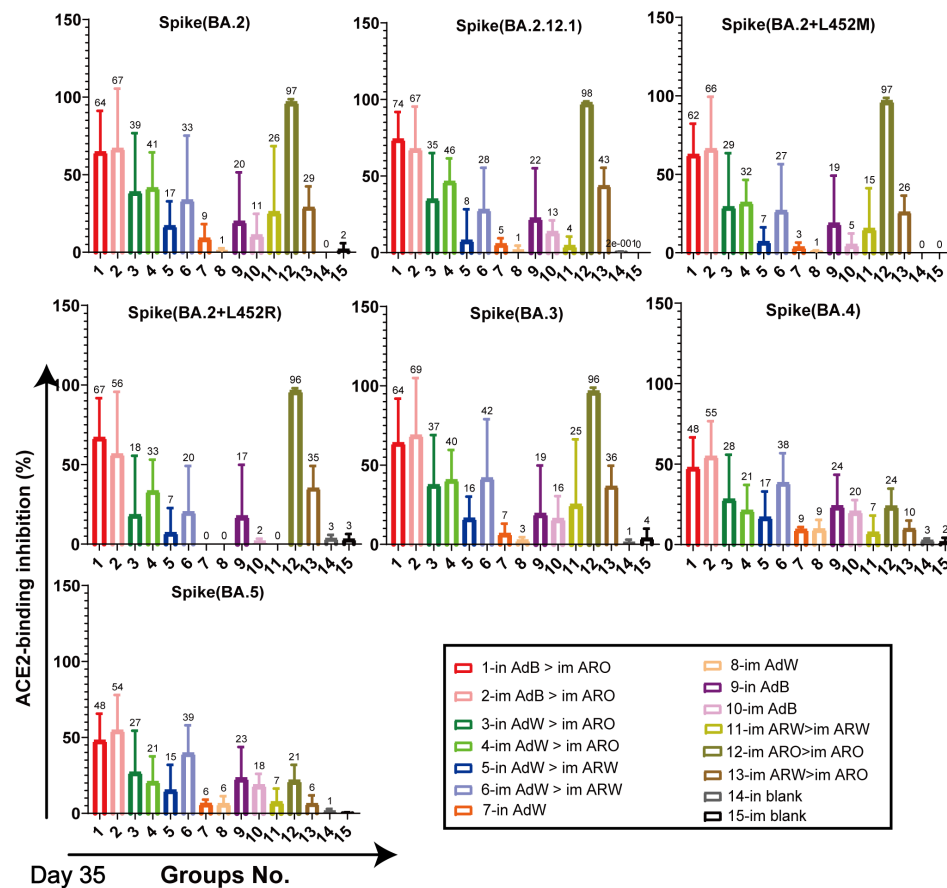 Spike(BA.2)
150
100
50
0
64 67 39 41 17 33 9 1 20 11 26 97 29 0 2
1 2 3 4 5 6 7 8 9 10 11 12 13 14 15
Spike(BA.2.12.1)
150
100
50
0
74 67 35 46 8 28 5 1 22 13 4 98 43 2e-001 0
1 2 3 4 5 6 7 8 9 10 11 12 13 14 15
Spike(BA.2+L452M)
150
100
50
0
62 66 29 32 7 27 3 1 19 5 15 97 26 0 0
1 2 3 4 5 6 7 8 9 10 11 12 13 14 15
Spike(BA.2+L452R)
150
100
50
0
67 56 18 33 7 20 0 0 17 2 0 96 35 3 3
1 2 3 4 5 6 7 8 9 10 11 12 13 14 15
Spike(BA.3)
150
100
50
0
64 69 37 40 16 42 7 3 19 16 25 96 36 1 4
1 2 3 4 5 6 7 8 9 10 11 12 13 14 15
Spike(BA.4)
150
100
50
0
48 55 28 21 17 38 9 9 24 20 7 24 10 3 2
1 2 3 4 5 6 7 8 9 10 11 12 13 14 15
Spike(BA.5)
150
100
50
0
48 54 27 21 15 39 6 6 23 18 7 21 6 1
1 2 3 4 5 6 7 8 9 10 11 12 13 14 15
ACE2-binding inhibition (%)
Day 35
Groups No.
1-in AdB > im ARO
2-im AdB > im ARO
3-in AdW > im ARO
4-im AdW > im ARO
5-in AdW > im ARW
6-im AdW > im ARW
7-in AdW
8-im AdW
9-in AdB
10-im AdB
11-im ARW>im ARW
12-im ARO>im ARO
13-im ARW>im ARO
14-in blank
15-im blank